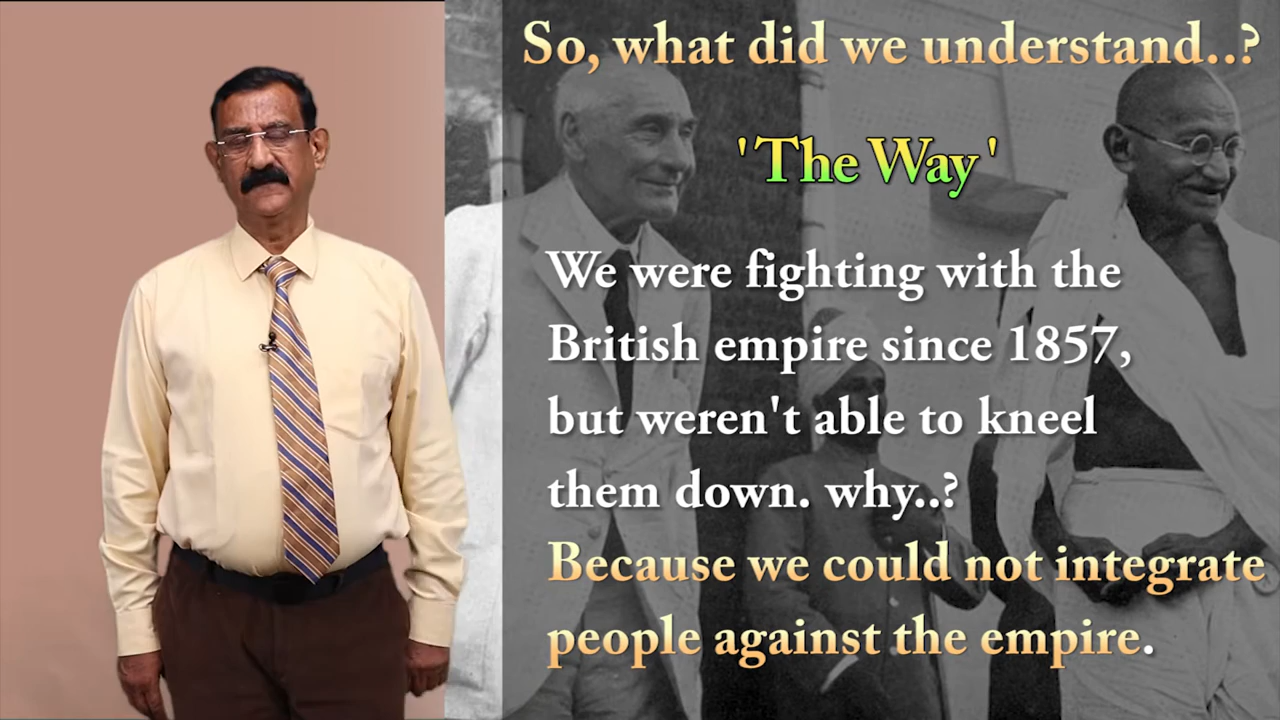 So, what did we understand..?
'The Way'
We were fighting with the
British empire since 1857,
but weren't able to kneel
them down. why..?
Because we could not integrate
people against the empire.